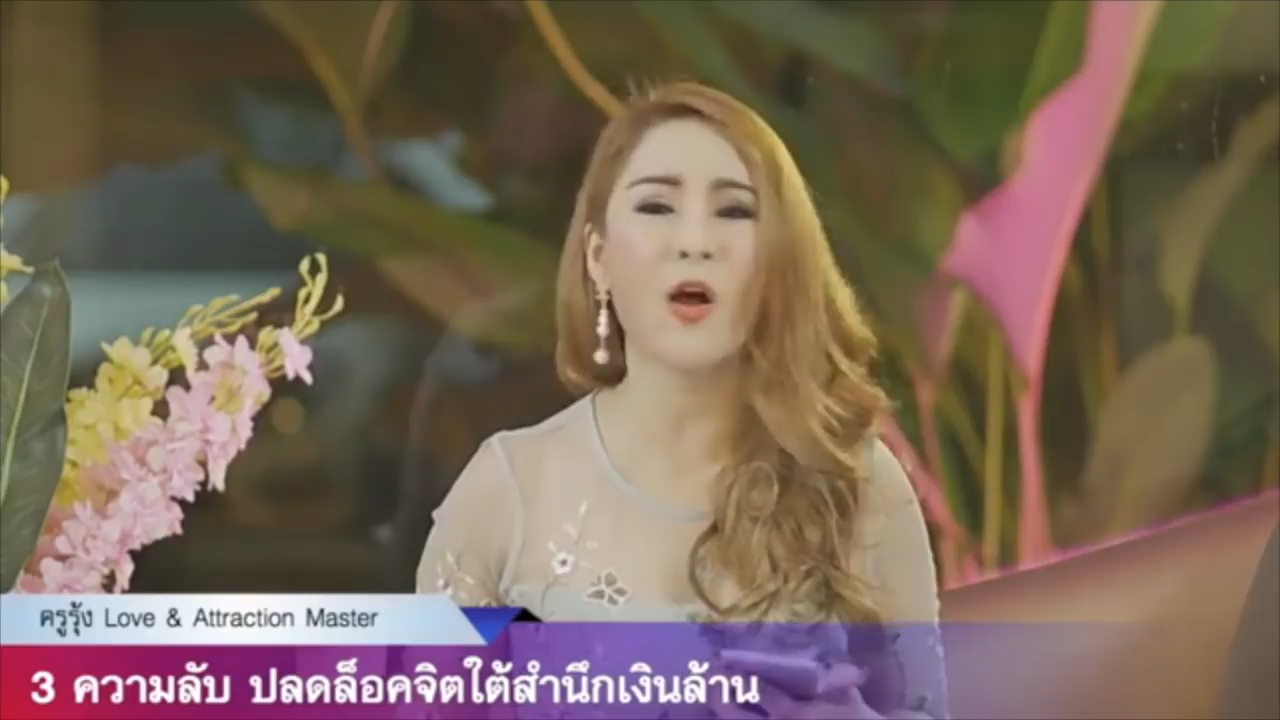 ครูรุ้ง Love & Attraction Master
3 ความลับ ปลดล็อคจิตใต้สำนึกเงินล้าน